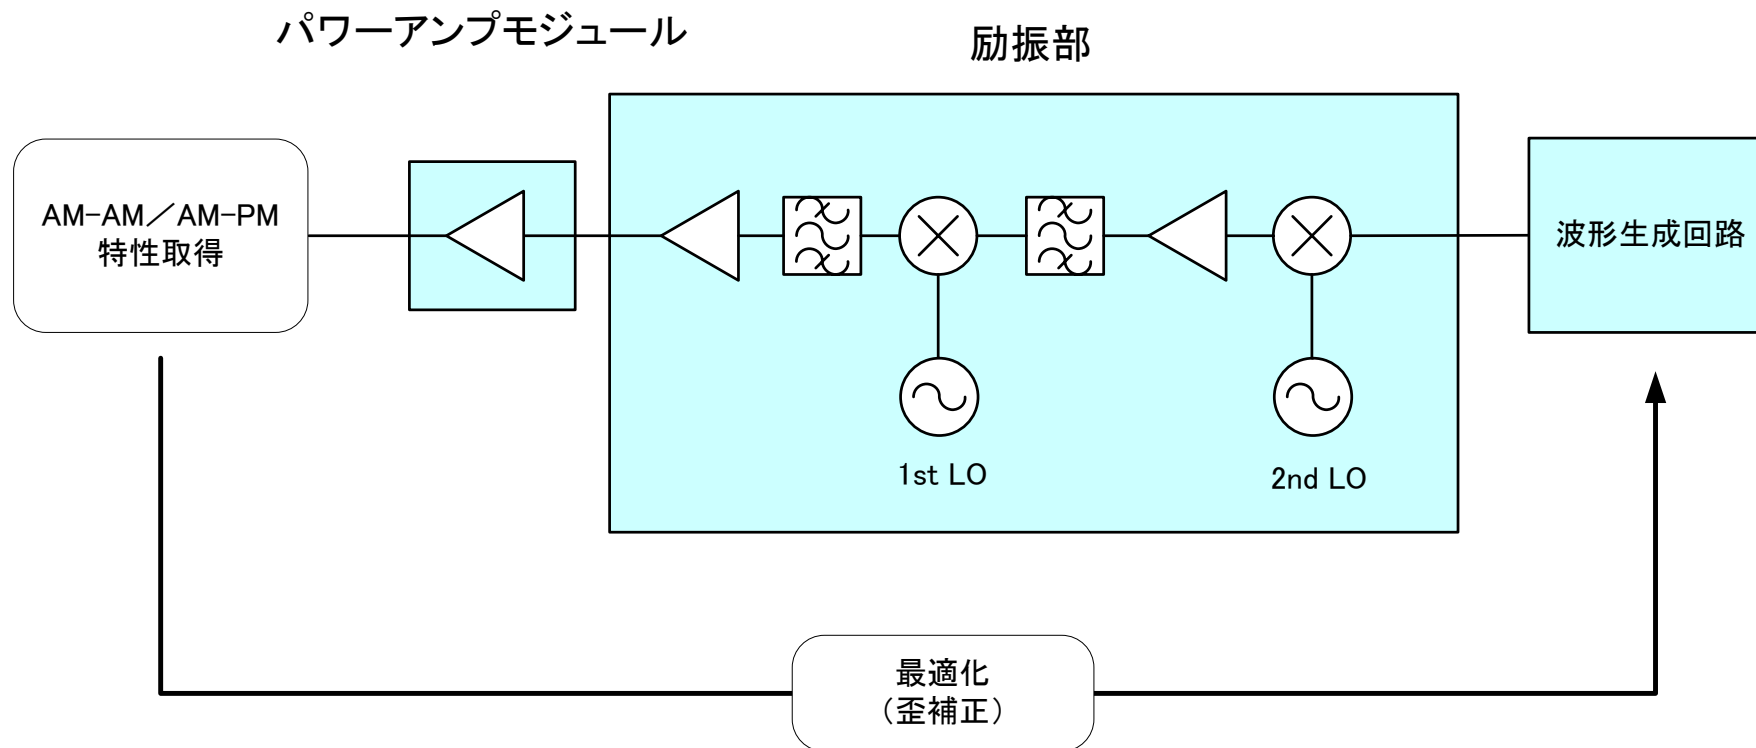 パワーアンプモジュール
励振部
AM-AM／AM-PM
特性取得
波形生成回路
1st LO
2nd LO
最適化
（歪補正）